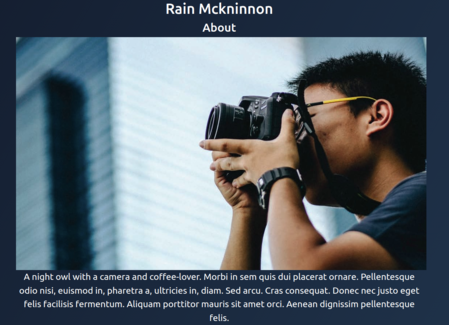 Rain Mckninnon
About
A night owl with a camera and coffee-lover. Morbi in sem quis dui placerat ornare. Pellentesque
odio nisi, euismod in, pharetra a, ultricies in, diam. Sed arcu. Cras consequat. Donec nec justo eget
felis facilisis fermentum. Aliquam porttitor mauris sit amet orci. Aenean dignissim pellentesque
felis.